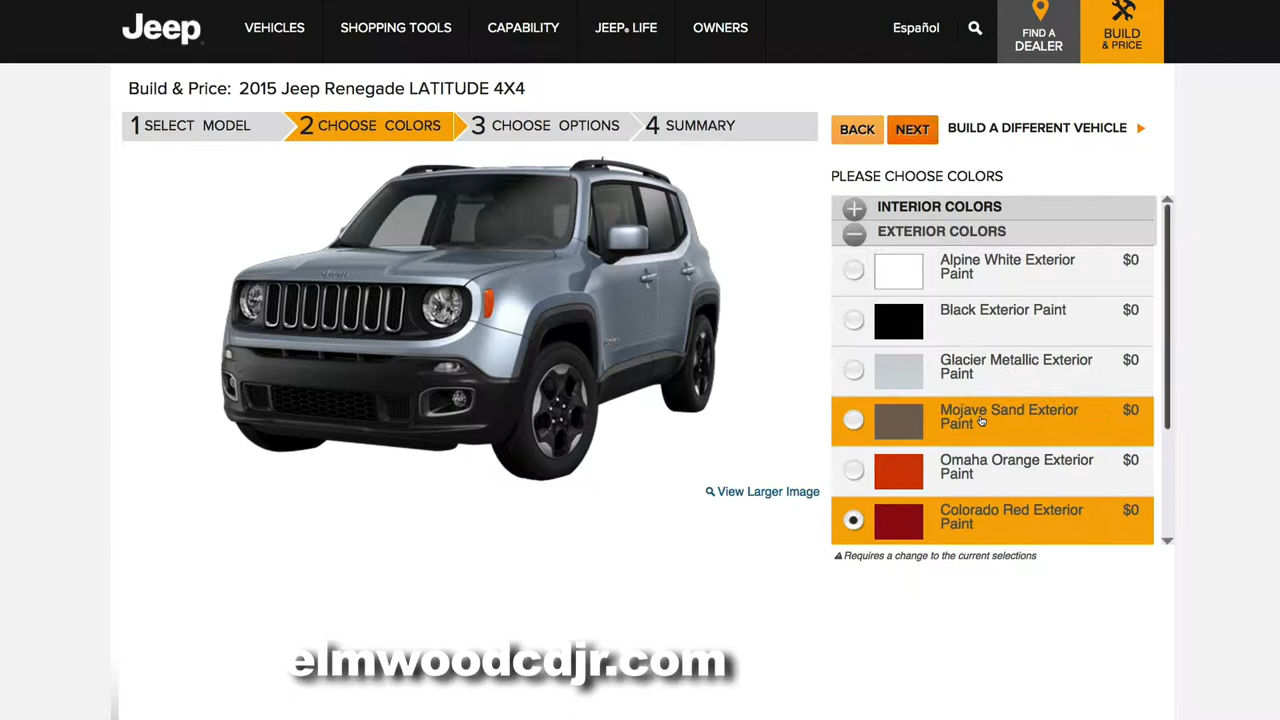 Jeep
VEHICLES
SHOPPING TOOLS
CAPABILITY
JEEP® LIFE
OWNERS
Español
FIND A
DEALER
BUILD
& PRICE
Build & Price: 2015 Jeep Renegade LATITUDE 4X4
1 SELECT MODEL
2 CHOOSE COLORS
3 CHOOSE OPTIONS
4 SUMMARY
BACK
NEXT
BUILD A DIFFERENT VEHICLE
PLEASE CHOOSE COLORS
INTERIOR COLORS
EXTERIOR COLORS
Alpine White Exterior $0
Paint
Black Exterior Paint $0
Glacier Metallic Exterior $0
Paint
Mojave Sand Exterior $0
Paint
Omaha Orange Exterior $0
Paint
Colorado Red Exterior $0
Paint
View Larger Image
Requires a change to the current selections
elmwoodcdjr.com